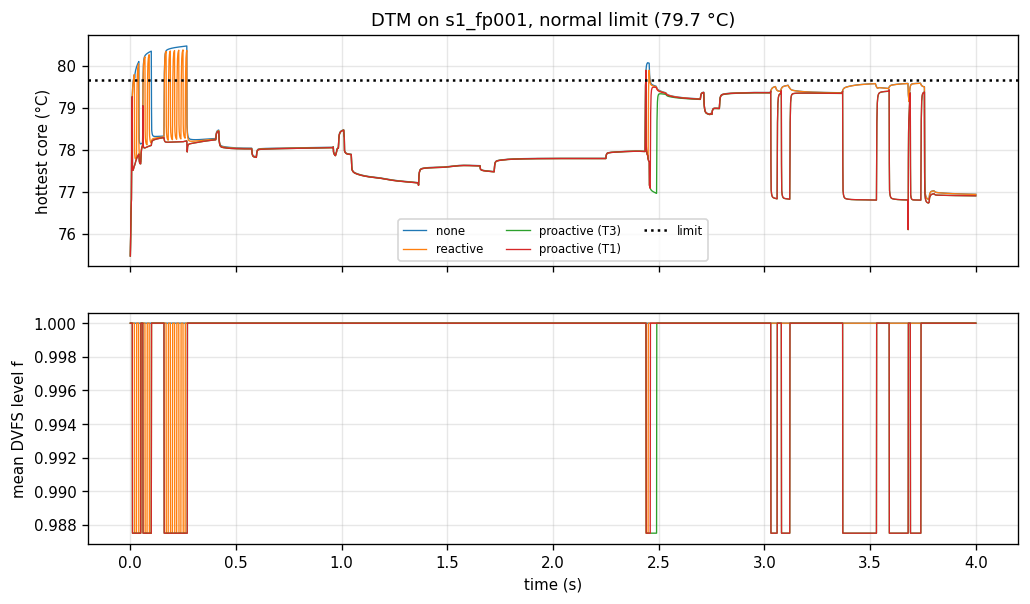 DTM on s1_fp001, normal limit (79.7 °C)
hottest core (°C)
80
79
78
77
76
none
reactive
proactive (T3)
proactive (T1)
limit
mean DVFS level f
1.000
0.998
0.996
0.994
0.992
0.990
0.988
0.0 0.5 1.0 1.5 2.0 2.5 3.0 3.5 4.0
time (s)